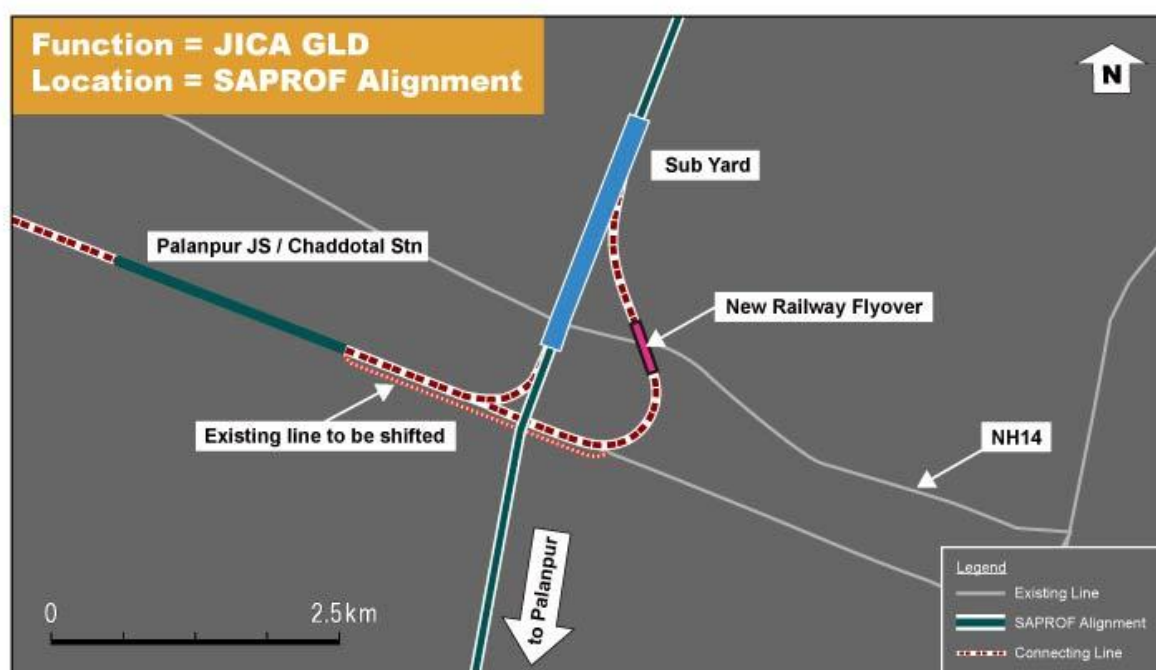 Function = JICA GLD
Location = SAPROF Alignment
N
Sub Yard
Palanpur JS / Chaddotal Stn
New Railway Flyover
Existing line to be shifted
NH14
to Palanpur
0 2.5km
Legend
Existing Line
SAPROF Alignment
Connecting Line